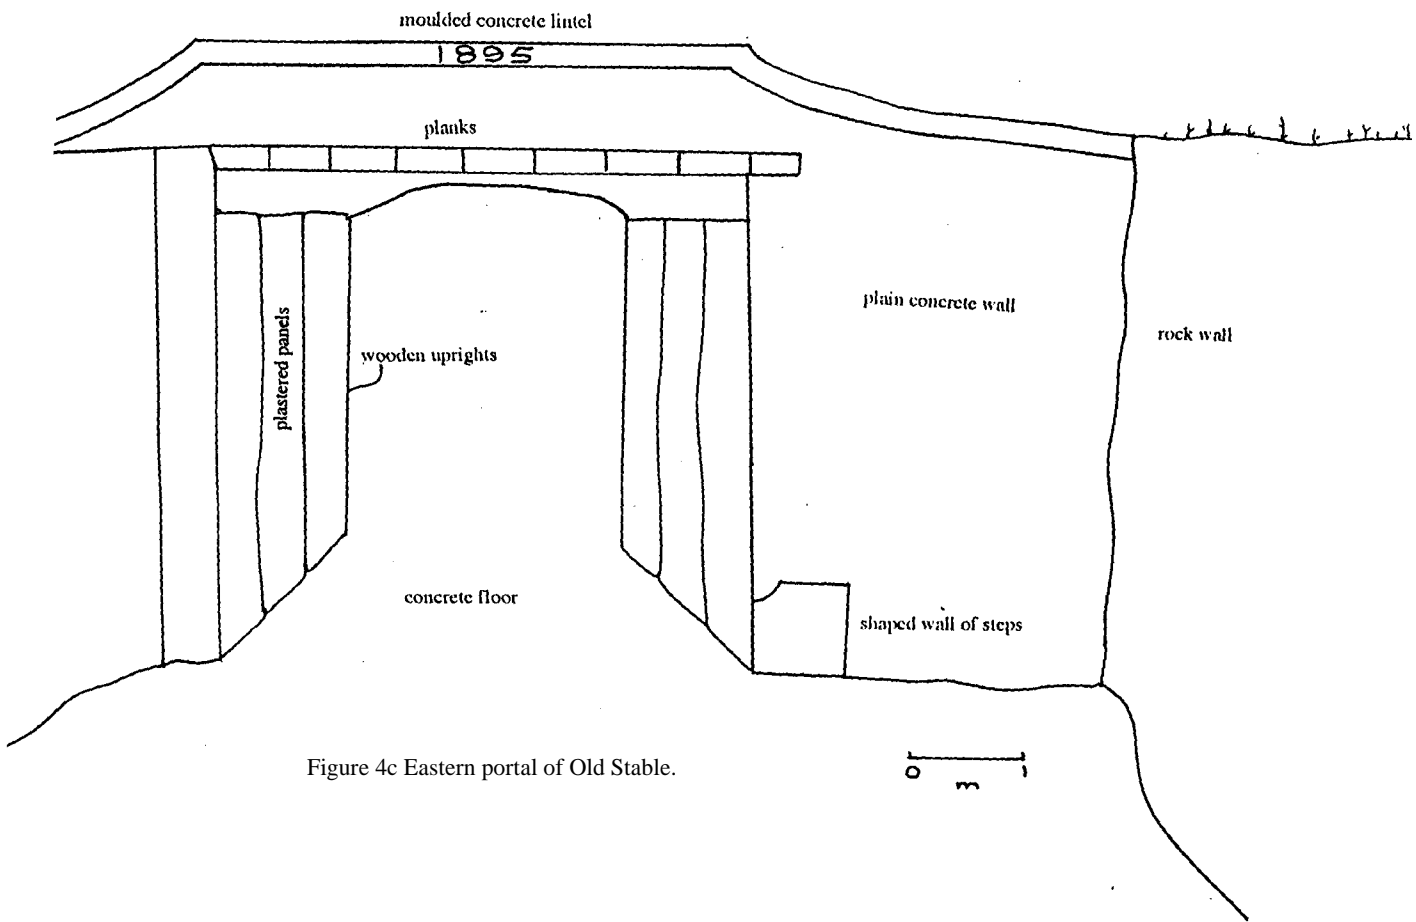 moulded concrete lintel
1895
planks
plain concrete wall
rock wall
wooden uprights
plastered panels
concrete floor
shaped wall of steps
Figure 4c Eastern portal of Old Stable.
0 1
m